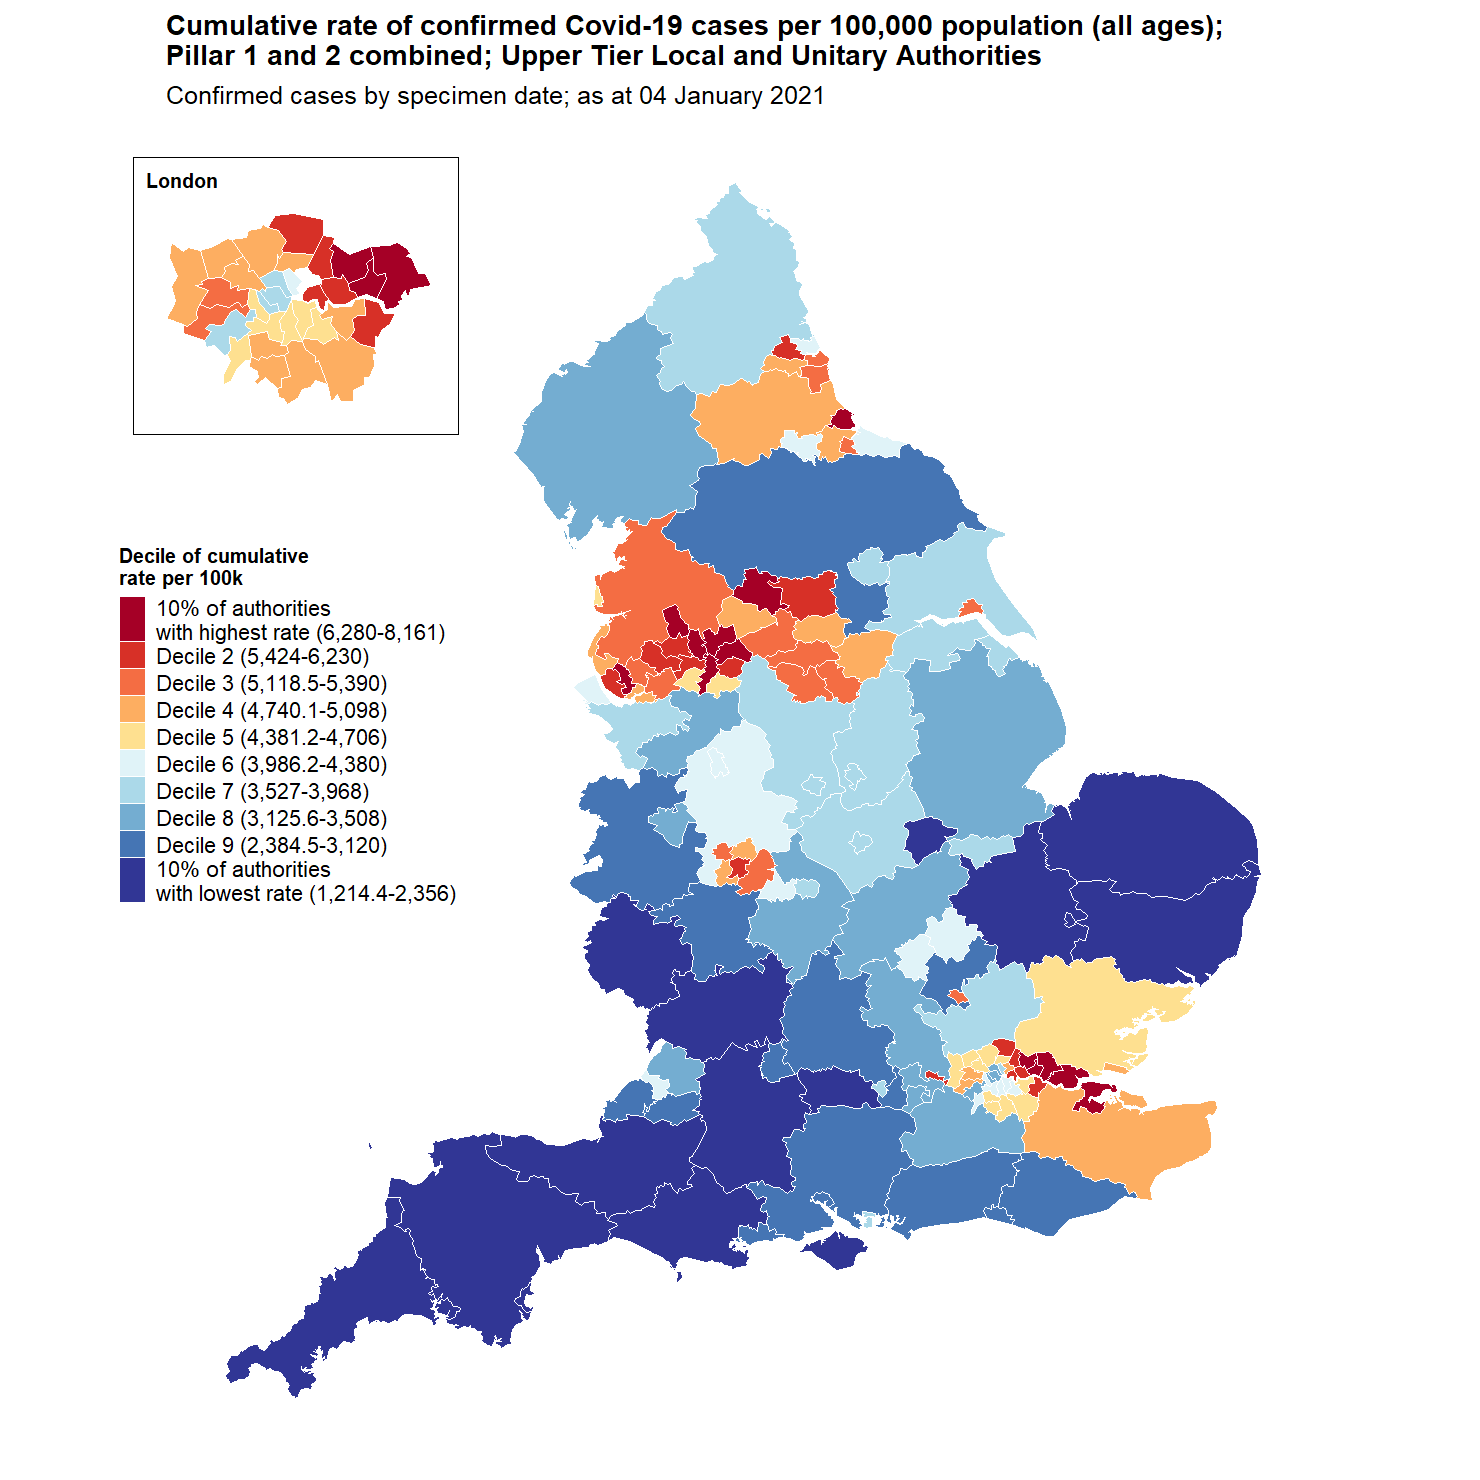 Cumulative rate of confirmed Covid-19 cases per 100,000 population (all ages);
Pillar 1 and 2 combined; Upper Tier Local and Unitary Authorities
Confirmed cases by specimen date; as at 04 January 2021
London
Decile of cumulative
rate per 100k
10% of authorities
with highest rate (6,280-8,161)
Decile 2 (5,424-6,230)
Decile 3 (5,118.5-5,390)
Decile 4 (4,740.1-5,098)
Decile 5 (4,381.2-4,706)
Decile 6 (3,986.2-4,380)
Decile 7 (3,527-3,968)
Decile 8 (3,125.6-3,508)
Decile 9 (2,384.5-3,120)
10% of authorities
with lowest rate (1,214.4-2,356)